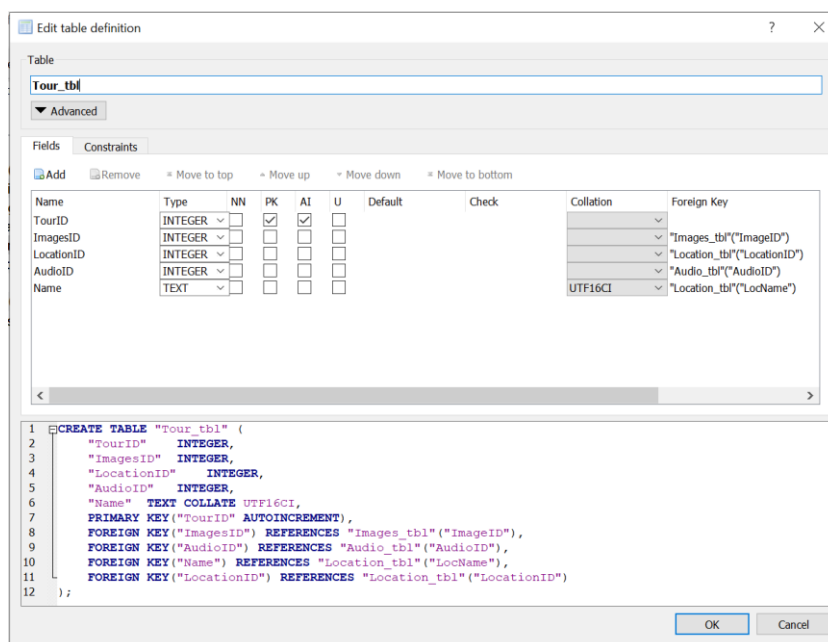 Edit table definition ?
Table
Tour_tbl
Advanced
Fields Constraints
Add Remove Move to top Move up Move down Move to bottom
Name Type NN PK AI U Default Check Collation Foreign Key
TourID INTEGER
ImagesID INTEGER "Images_tbl"("ImageID")
LocationID INTEGER "Location_tbl"("LocationID")
AudioID INTEGER "Audio_tbl"("AudioID")
Name TEXT UTF16CI "Location_tbl"("LocName")
1 CREATE TABLE "Tour_tbl" (
2 "TourID" INTEGER,
3 "ImagesID" INTEGER,
4 "LocationID" INTEGER,
5 "AudioID" INTEGER,
6 "Name" TEXT COLLATE UTF16CI,
7 PRIMARY KEY("TourID" AUTOINCREMENT),
8 FOREIGN KEY("ImagesID") REFERENCES "Images_tbl"("ImageID"),
9 FOREIGN KEY("AudioID") REFERENCES "Audio_tbl"("AudioID"),
10 FOREIGN KEY("Name") REFERENCES "Location_tbl"("LocName"),
11 FOREIGN KEY("LocationID") REFERENCES "Location_tbl"("LocationID")
12 );
OK Cancel